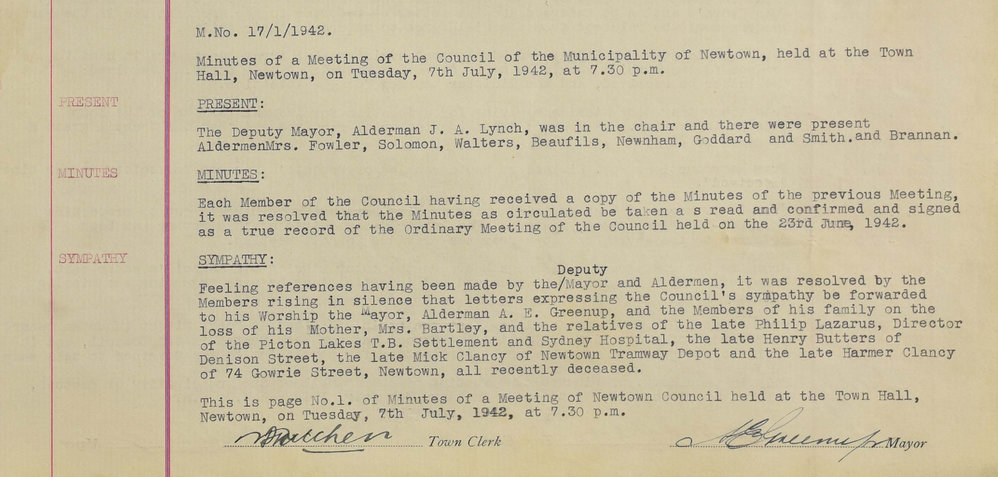 M.No. 17/1/1942.
Minutes of a Meeting of the Council of the Municipality of Newtown, held at the Town
Hall, Newtown, on Tuesday, 7th July, 1942, at 7.30 p.m.
PRESENT
PRESENT:
The Deputy Mayor, Alderman J. A. Lynch, was in the chair and there were present
AldermenMrs. Fowler, Solomon, Walters, Beaufils, Newnham, Goddard and Smith.and Brannan.
MINUTES
MINUTES:
Each Member of the Council having received a copy of the Minutes of the previous Meeting,
it was resolved that the Minutes as circulated be taken a s read and confirmed and signed
as a true record of the Ordinary Meeting of the Council held on the 23rd June, 1942.
SYMPATHY
SYMPATHY:
Deputy
Feeling references having been made by the/Mayor and Aldermen, it was resolved by the
Members rising in silence that letters expressing the Council's sympathy be forwarded
to his Worship the Mayor, Alderman A. E. Greenup, and the Members of his family on the
loss of his Mother, Mrs. Bartley, and the relatives of the late Philip Lazarus, Director
of the Picton Lakes T.B. Settlement and Sydney Hospital, the late Henry Butters of
Denison Street, the late Mick Clancy of Newtown Tramway Depot and the late Harmer Clancy
of 74 Gowrie Street, Newtown, all recently deceased.
This is page No.1. of Minutes of a Meeting of Newtown Council held at the Town Hall,
Newtown, on Tuesday, 7th July, 1942, at 7.30 p.m.
Town Clerk
A E Greenup Mayor